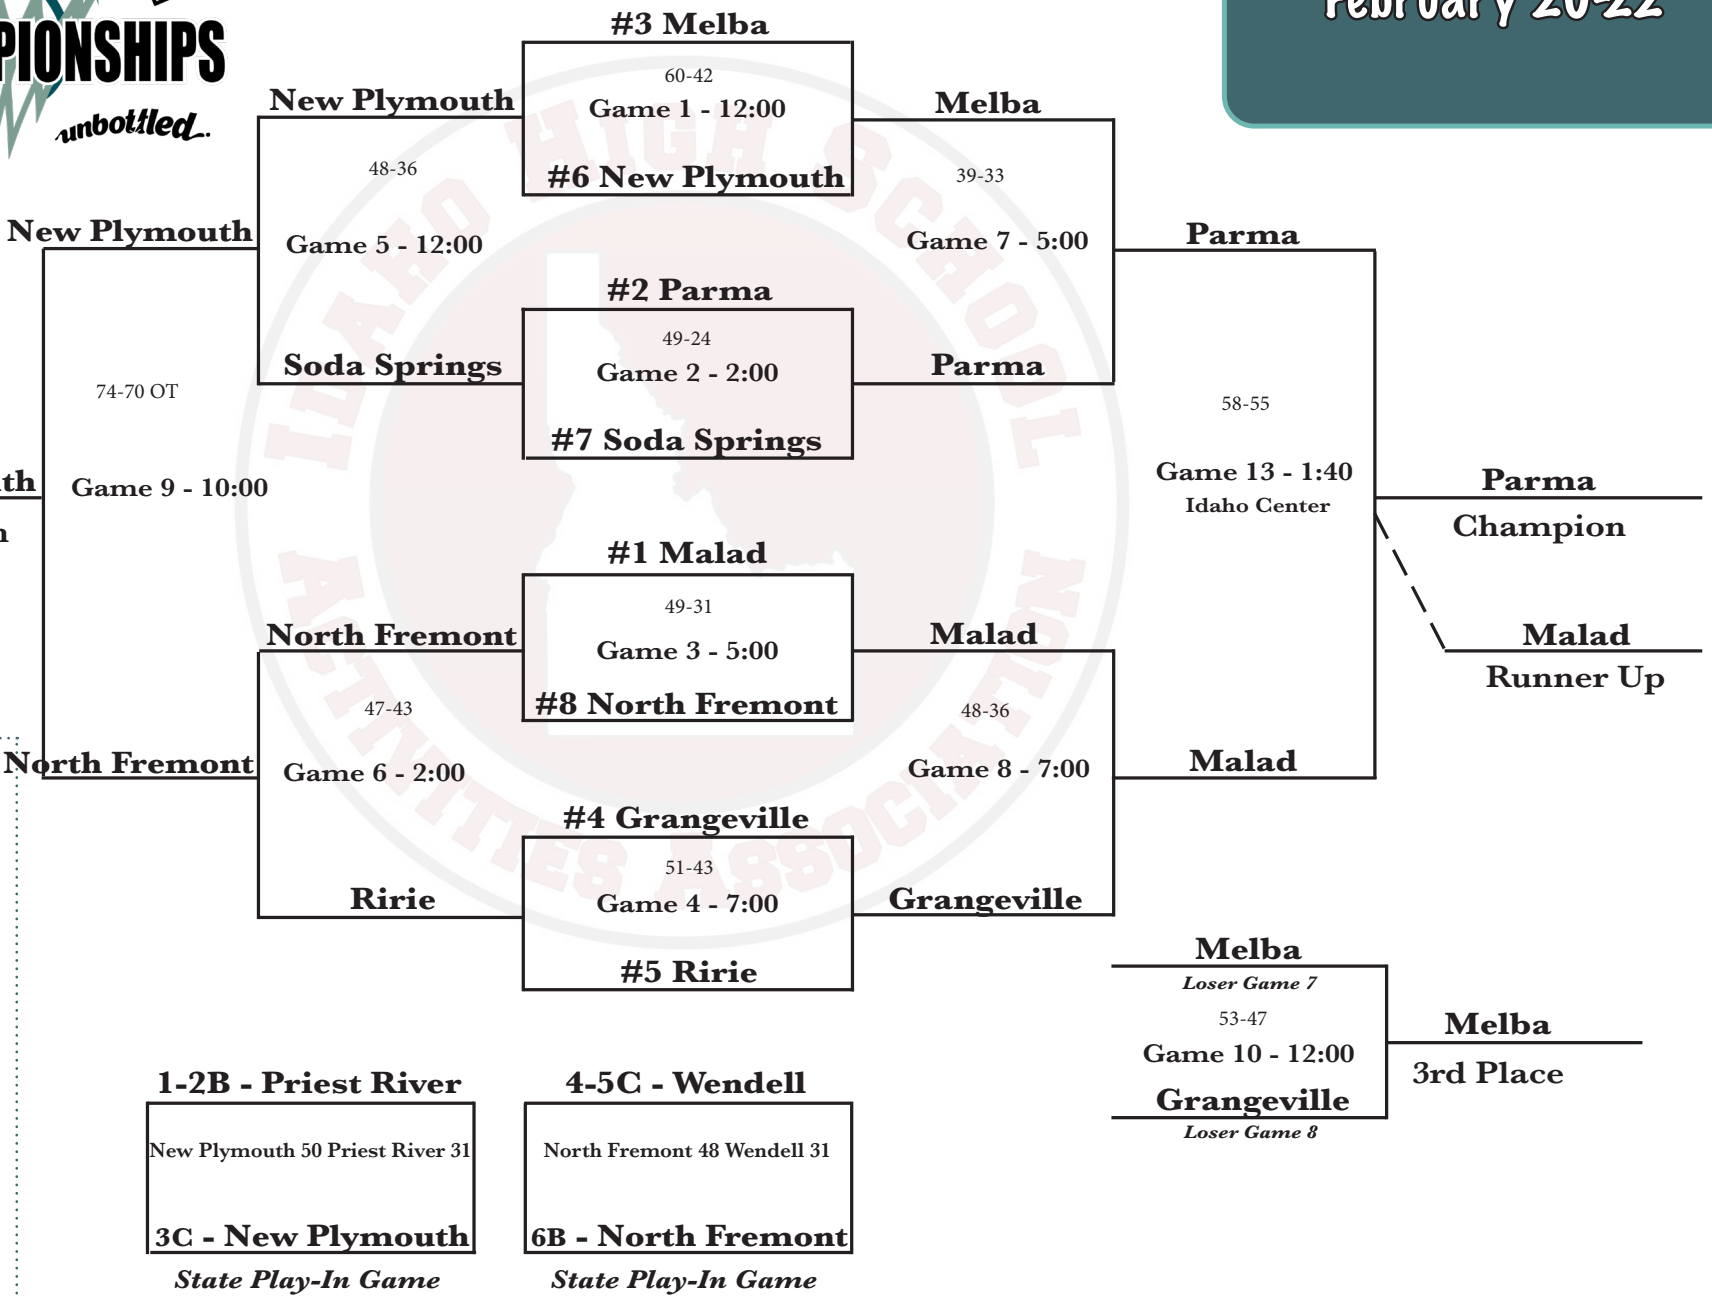 PIONSHIPS
unbottled.
February 20-22
#3 Melba
60-42
Game 1 - 12:00
#6 New Plymouth
New Plymouth
Melba
48-36
Game 5 - 12:00
39-33
Game 7 - 5:00
New Plymouth
Parma
#2 Parma
49-24
Game 2 - 2:00
#7 Soda Springs
Soda Springs
Parma
74-70 OT
Game 9 - 10:00
th
n
58-55
Game 13 - 1:40
Idaho Center
Parma
Champion
Malad
Runner Up
#1 Malad
49-31
Game 3 - 5:00
#8 North Fremont
North Fremont
Malad
47-43
Game 6 - 2:00
48-36
Game 8 - 7:00
North Fremont
Malad
#4 Grangeville
51-43
Game 4 - 7:00
#5 Ririe
Ririe
Grangeville
Melba
Loser Game 7
53-47
Game 10 - 12:00
Grangeville
Loser Game 8
Melba
3rd Place
1-2B - Priest River
New Plymouth 50 Priest River 31
3C - New Plymouth
State Play-In Game
4-5C - Wendell
North Fremont 48 Wendell 31
6B - North Fremont
State Play-In Game
IDAHO HIGH SCHOOL
ACTIVITIES ASSOCIATION